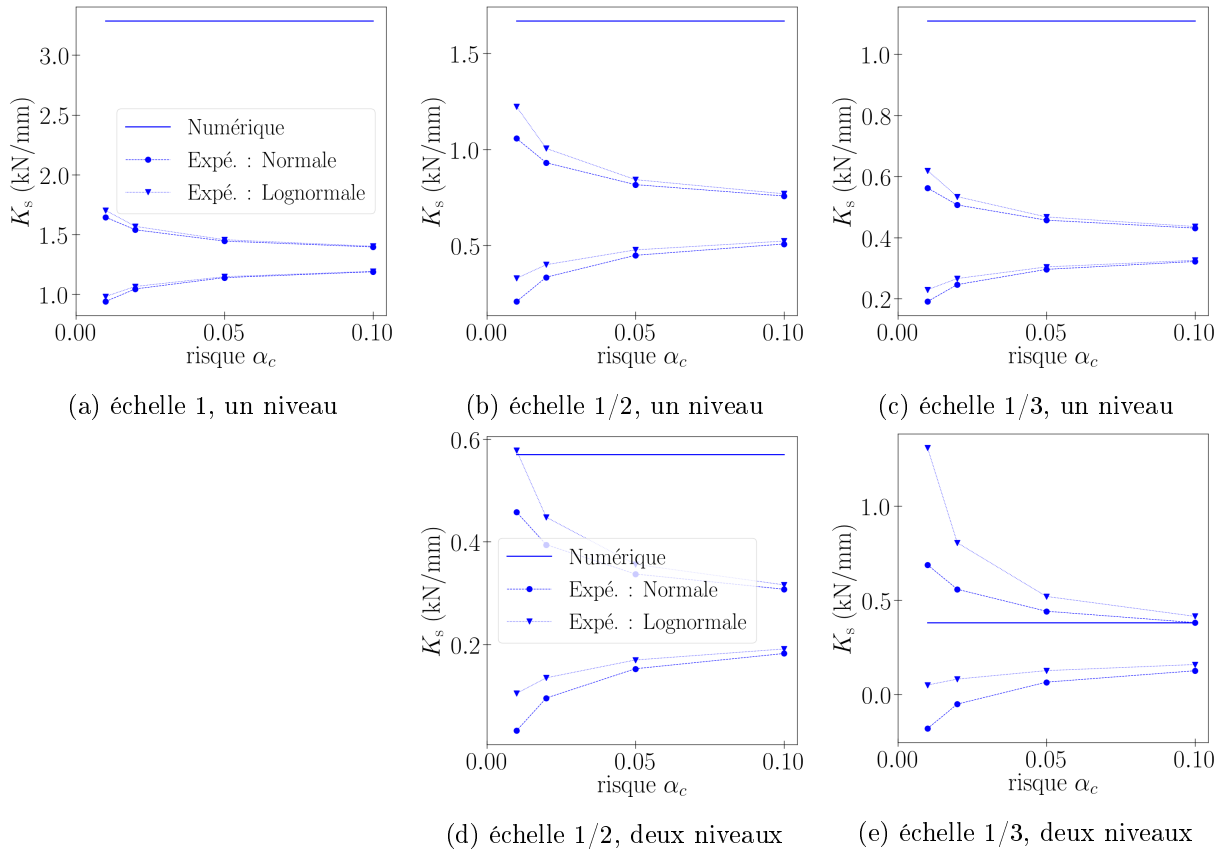 3.0
2.5
2.0
1.5
1.0
0.00
0.05
0.10
K_s (kN/mm)
risque α_c
Numérique
Expé. : Normale
Expé. : Lognormale
(a) échelle 1, un niveau
1.5
1.0
0.5
0.00
0.05
0.10
K_s (kN/mm)
risque α_c
(b) échelle 1/2, un niveau
1.0
0.8
0.6
0.4
0.2
0.00
0.05
0.10
K_s (kN/mm)
risque α_c
(c) échelle 1/3, un niveau
0.6
0.4
0.2
0.00
0.05
0.10
K_s (kN/mm)
risque α_c
Numérique
Expé. : Normale
Expé. : Lognormale
(d) échelle 1/2, deux niveaux
1.0
0.5
0.0
0.00
0.05
0.10
K_s (kN/mm)
risque α_c
(e) échelle 1/3, deux niveaux